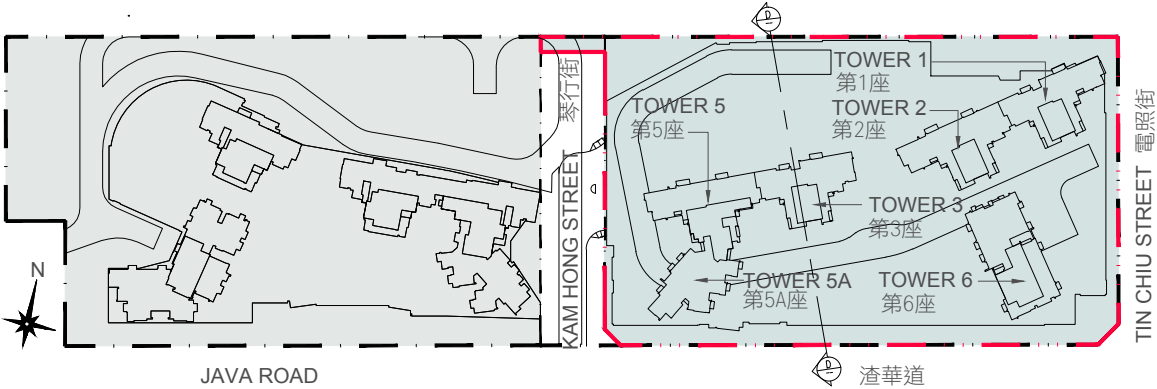 D
TOWER 1
第1座
TOWER 2
第2座
TOWER 5
第5座
TOWER 3
第3座
TOWER 5A
第5A座
TOWER 6
第6座
琴行街
KAM HONG STREET
電照街
TIN CHIU STREET
N
JAVA ROAD
渣華道
D